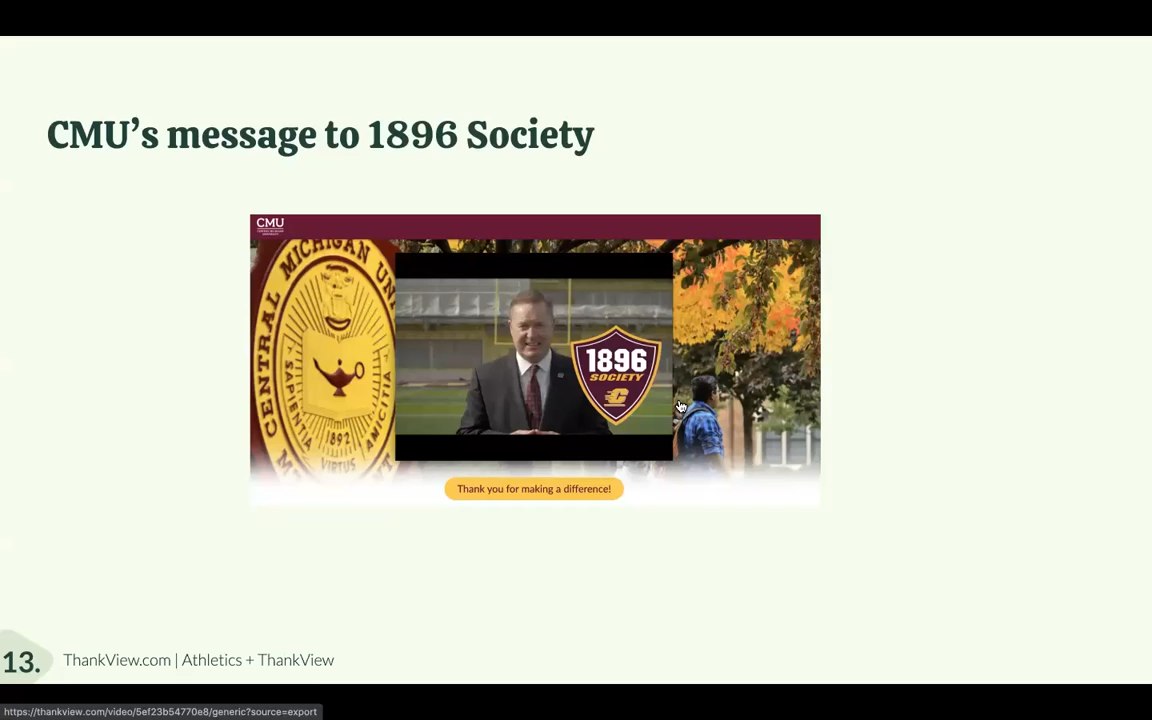 CMU’s message to 1896 Society
CMU
CENTRAL MICHIGAN UNI
SAPIENTIA
VIRTUS
AMICITIA
1892
1896
SOCIETY
C
Thank you for making a difference!
13.
ThankView.com | Athletics + ThankView
https://thankview.com/video/5ef23b54770e8/generic?source=export